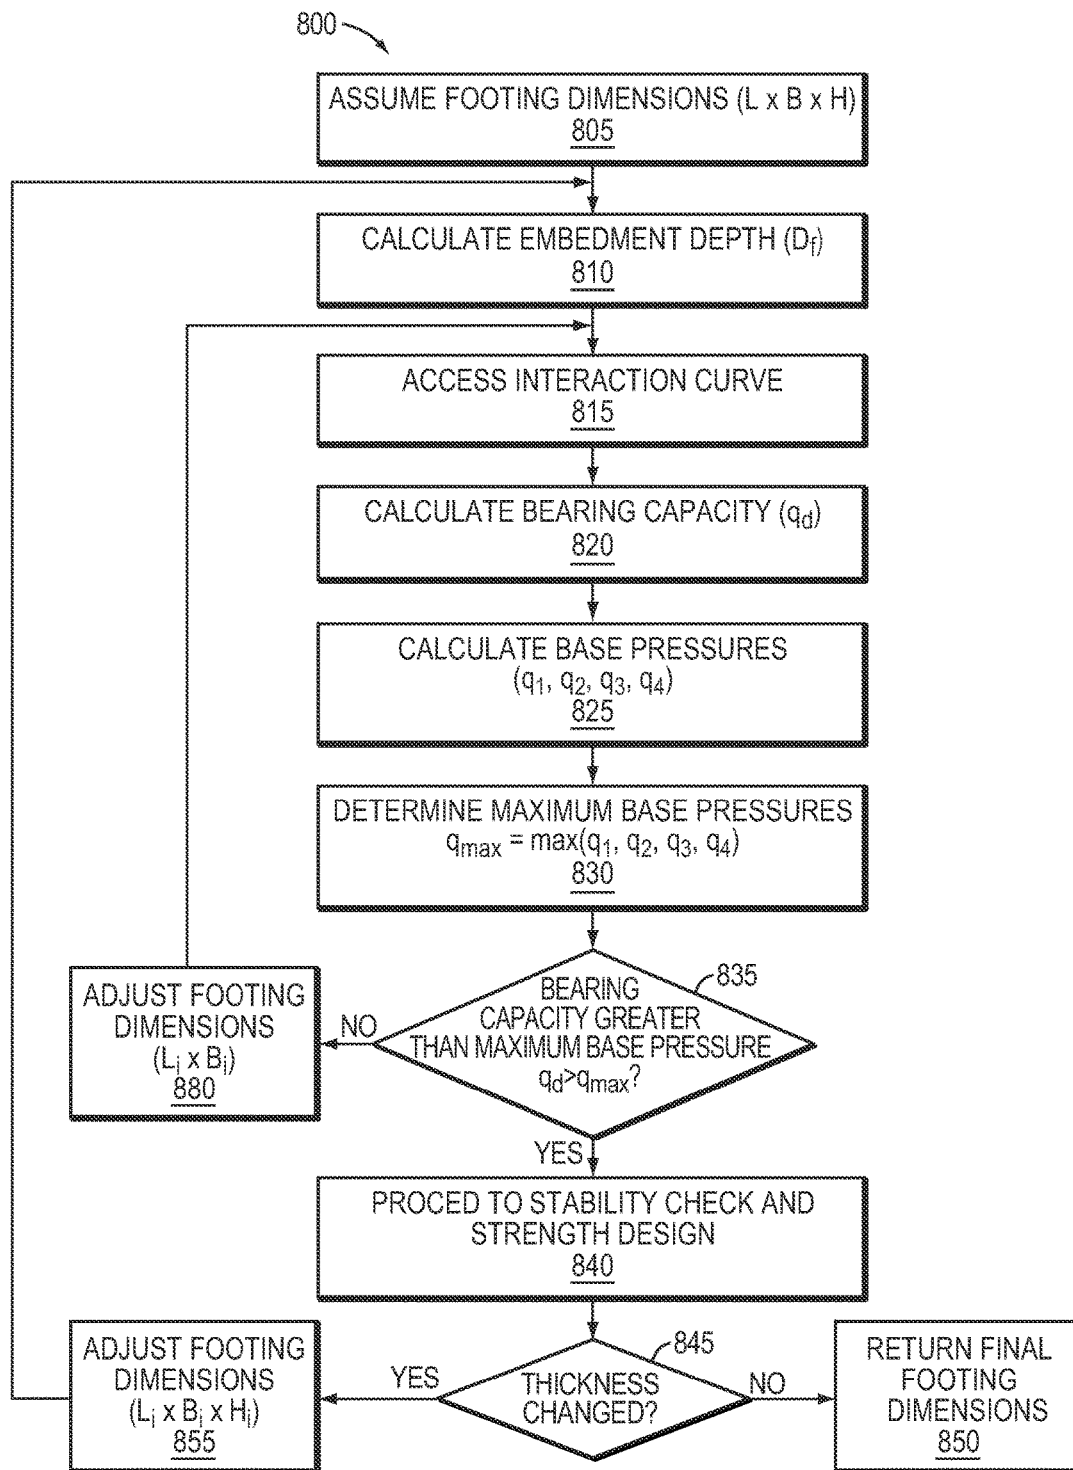 800
ASSUME FOOTING DIMENSIONS (L x B x H)
805
CALCULATE EMBEDMENT DEPTH (Df)
810
ACCESS INTERACTION CURVE
815
CALCULATE BEARING CAPACITY (qd)
820
CALCULATE BASE PRESSURES
(q1, q2, q3, q4)
825
DETERMINE MAXIMUM BASE PRESSURES
qmax = max(q1, q2, q3, q4)
830
835
BEARING
CAPACITY GREATER
THAN MAXIMUM BASE PRESSURE
qd>qmax?
NO
ADJUST FOOTING
DIMENSIONS
(Li x Bi)
880
YES
PROCED TO STABILITY CHECK AND
STRENGTH DESIGN
840
845
THICKNESS
CHANGED?
YES
ADJUST FOOTING
DIMENSIONS
(Li x Bi x Hi)
855
NO
RETURN FINAL
FOOTING
DIMENSIONS
850